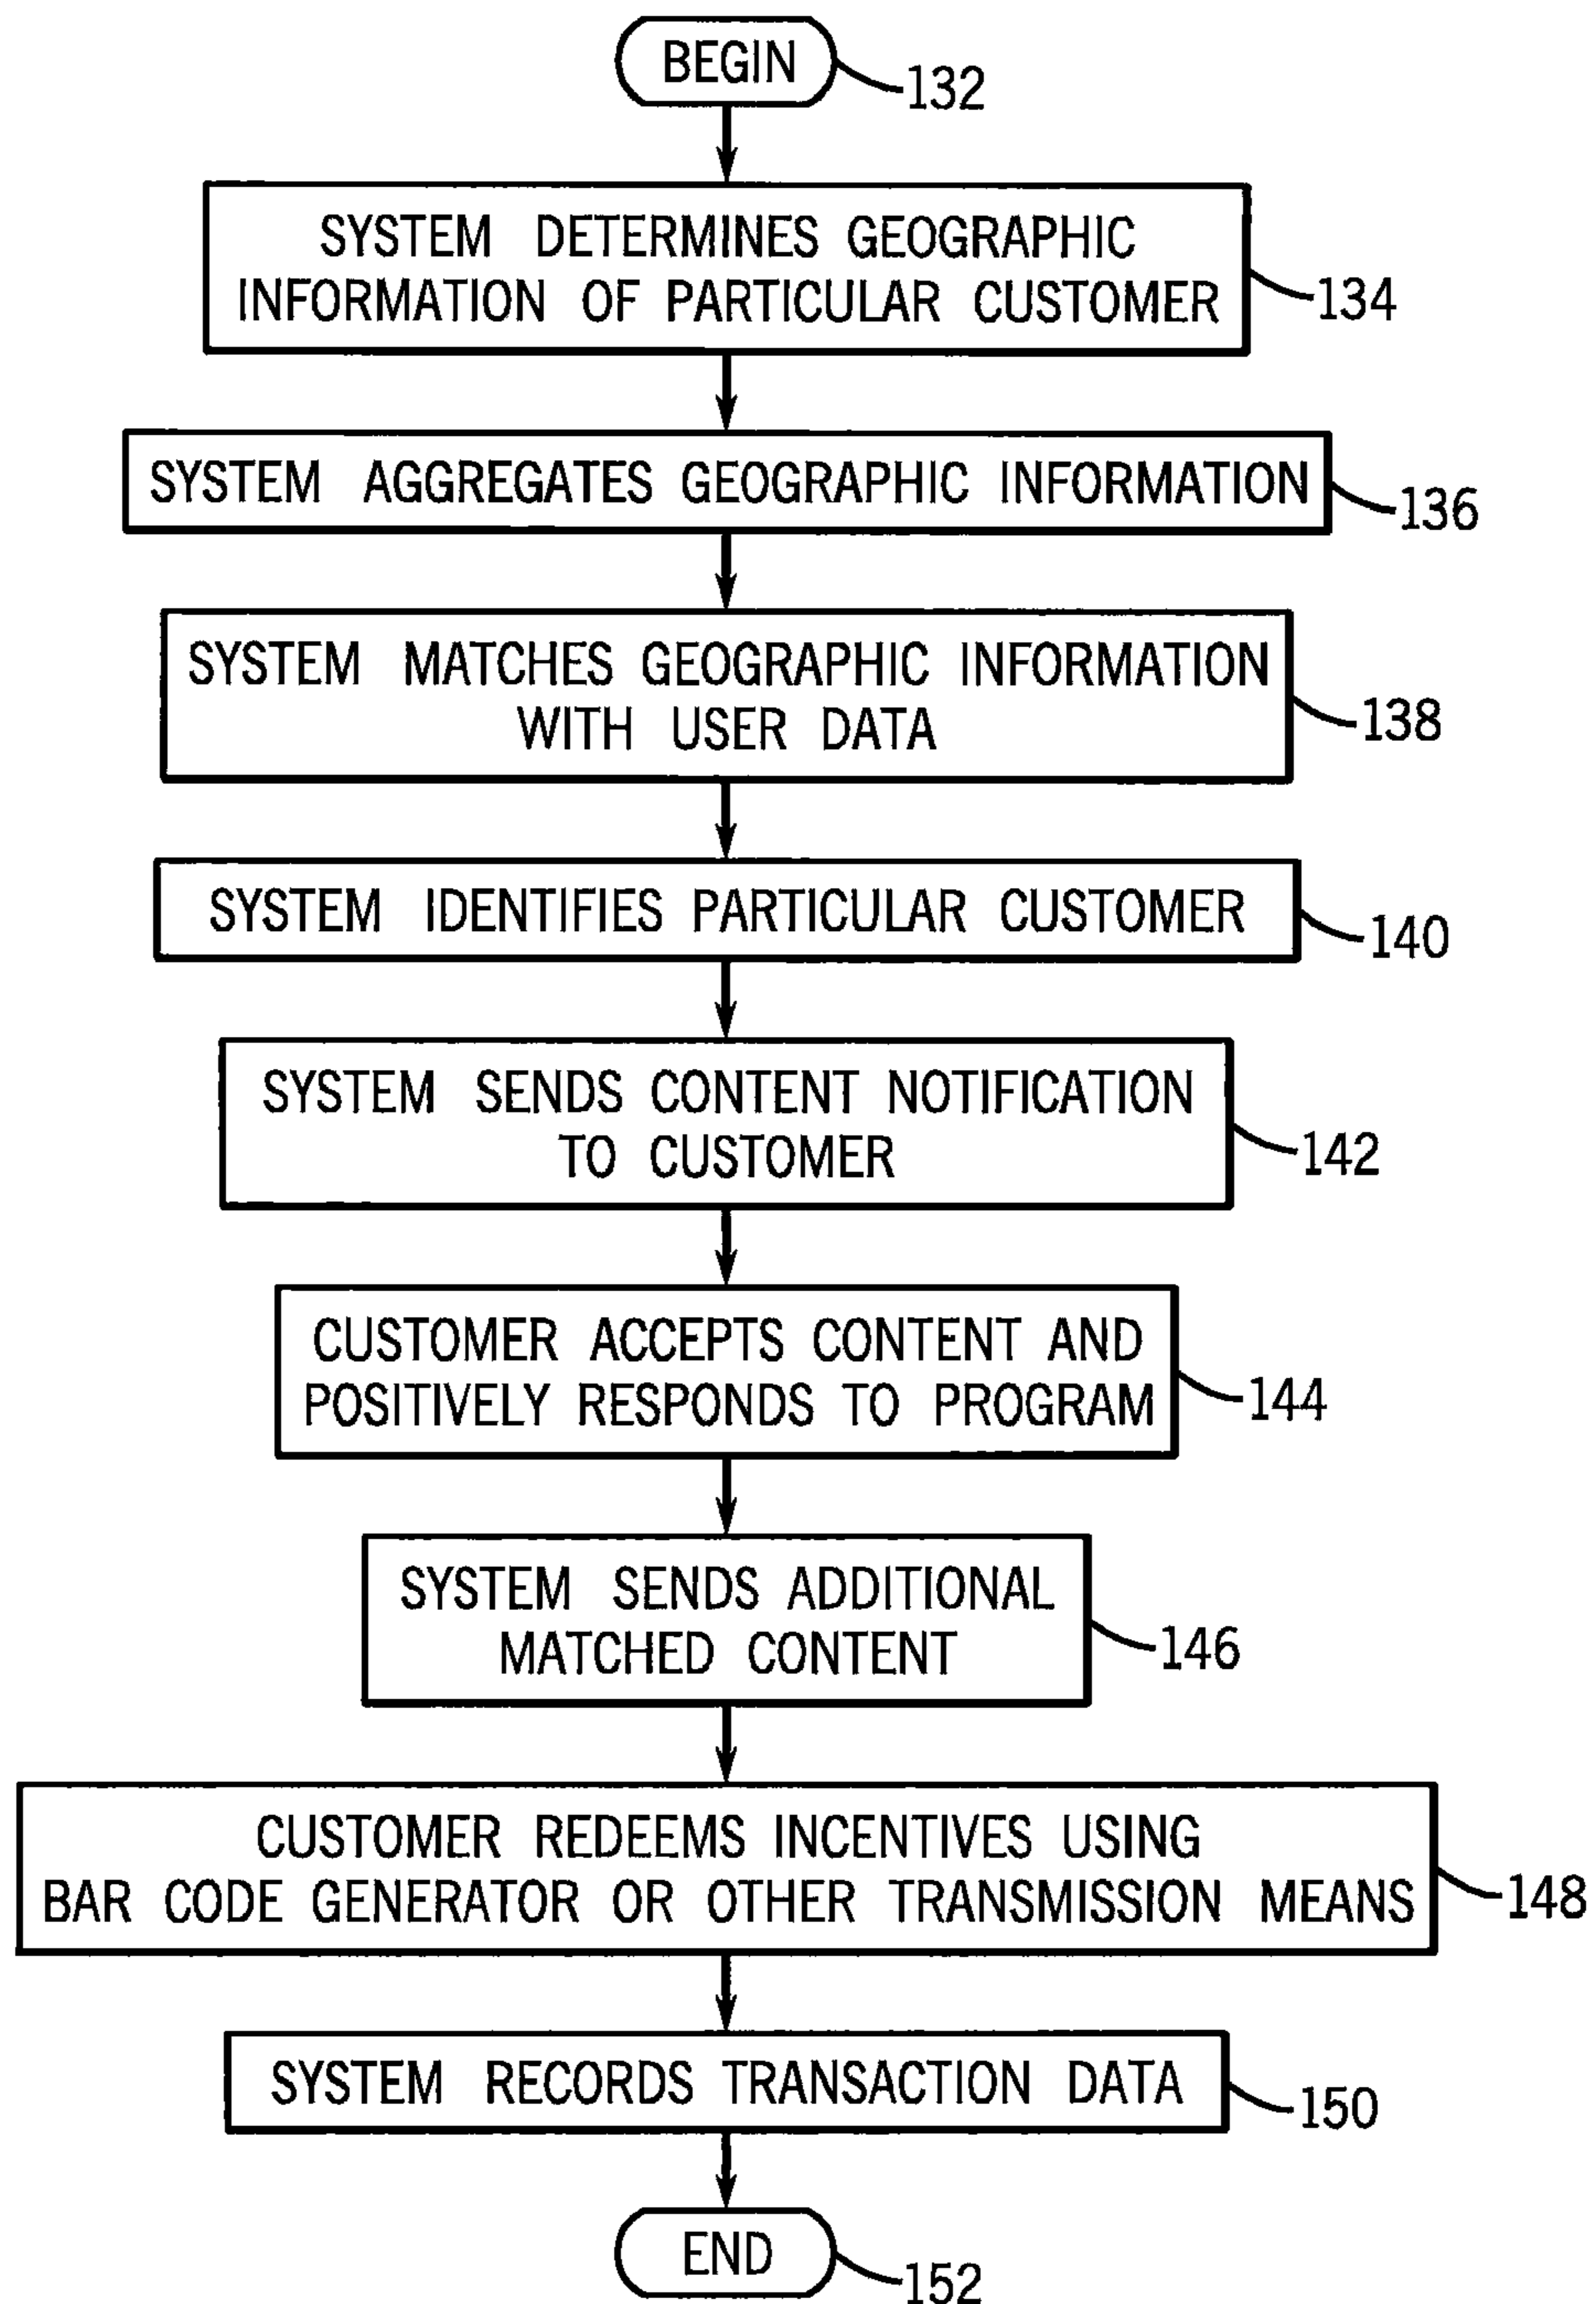 BEGIN
132
SYSTEM DETERMINES GEOGRAPHIC
INFORMATION OF PARTICULAR CUSTOMER
134
SYSTEM AGGREGATES GEOGRAPHIC INFORMATION
136
SYSTEM MATCHES GEOGRAPHIC INFORMATION
WITH USER DATA
138
SYSTEM IDENTIFIES PARTICULAR CUSTOMER
140
SYSTEM SENDS CONTENT NOTIFICATION
TO CUSTOMER
142
CUSTOMER ACCEPTS CONTENT AND
POSITIVELY RESPONDS TO PROGRAM
144
SYSTEM SENDS ADDITIONAL
MATCHED CONTENT
146
CUSTOMER REDEEMS INCENTIVES USING
BAR CODE GENERATOR OR OTHER TRANSMISSION MEANS
148
SYSTEM RECORDS TRANSACTION DATA
150
END
152